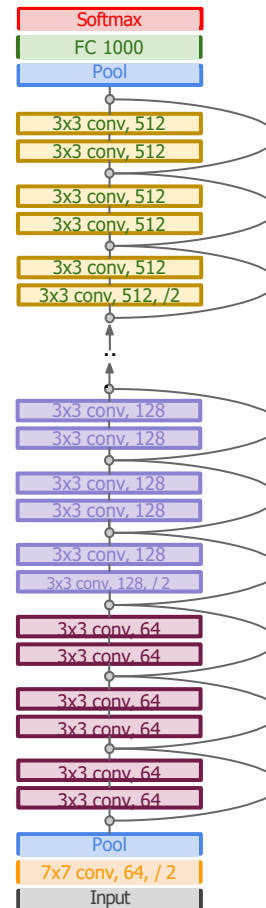 Softmax
FC 1000
Pool
3x3 conv, 512
3x3 conv, 512
3x3 conv, 512
3x3 conv, 512
3x3 conv, 512
3x3 conv, 512, /2
..
.
3x3 conv, 128
3x3 conv, 128
3x3 conv, 128
3x3 conv, 128
3x3 conv, 128
3x3 conv, 128, / 2
3x3 conv, 64
3x3 conv, 64
3x3 conv, 64
3x3 conv, 64
3x3 conv, 64
3x3 conv, 64
Pool
7x7 conv, 64, / 2
Input